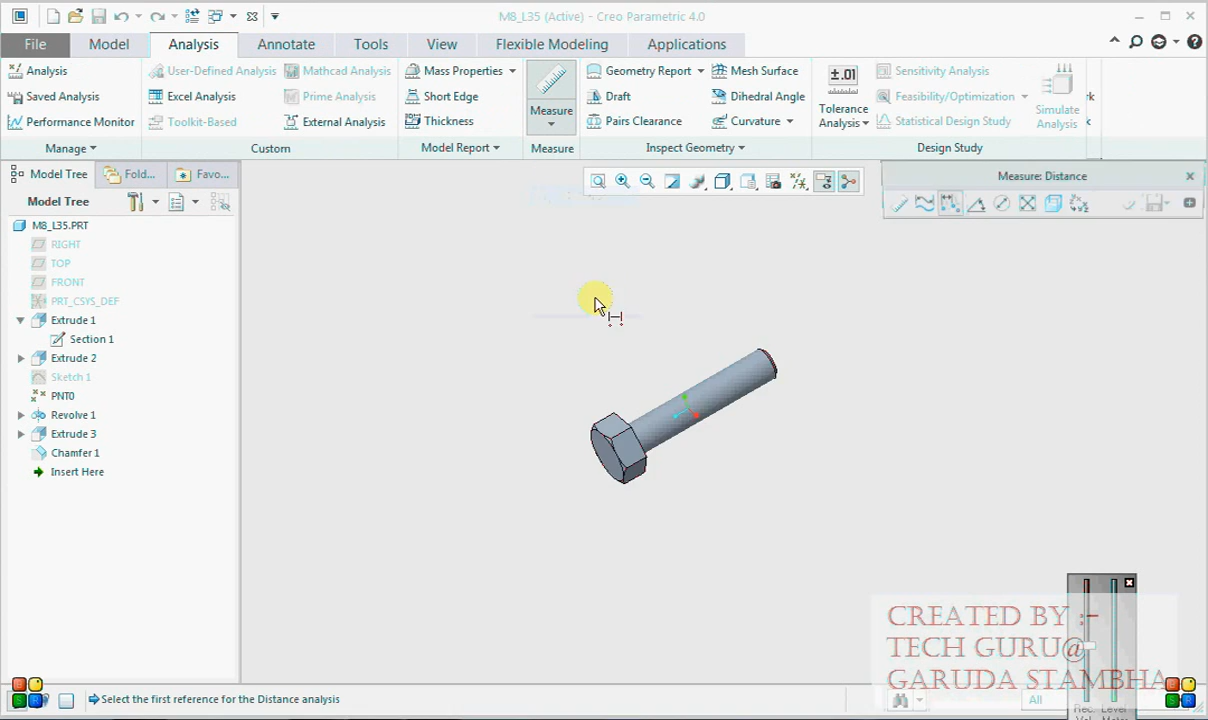 M8_L35 (Active) - Creo Parametric 4.0
File Model Analysis Annotate Tools View Flexible Modeling Applications
Analysis User-Defined Analysis Mathcad Analysis Mass Properties Geometry Report Mesh Surface Sensitivity Analysis
Saved Analysis Excel Analysis Prime Analysis Short Edge Measure Draft Dihedral Angle Tolerance Analysis Feasibility/Optimization Simulate Analysis
Performance Monitor Toolkit-Based External Analysis Thickness Pairs Clearance Curvature Statistical Design Study
Manage Custom Model Report Measure Inspect Geometry Design Study
Model Tree Fold... Favo... Measure: Distance
Model Tree
M8_L35.PRT
RIGHT
TOP
FRONT
PRT_CSYS_DEF
Extrude 1
Section 1
Extrude 2
Sketch 1
PNT0
Revolve 1
Extrude 3
Chamfer 1
Insert Here
CREATED BY :-
TECH GURU@
GARUDA STAMBHA
Select the first reference for the Distance analysis
All
Rec. Level